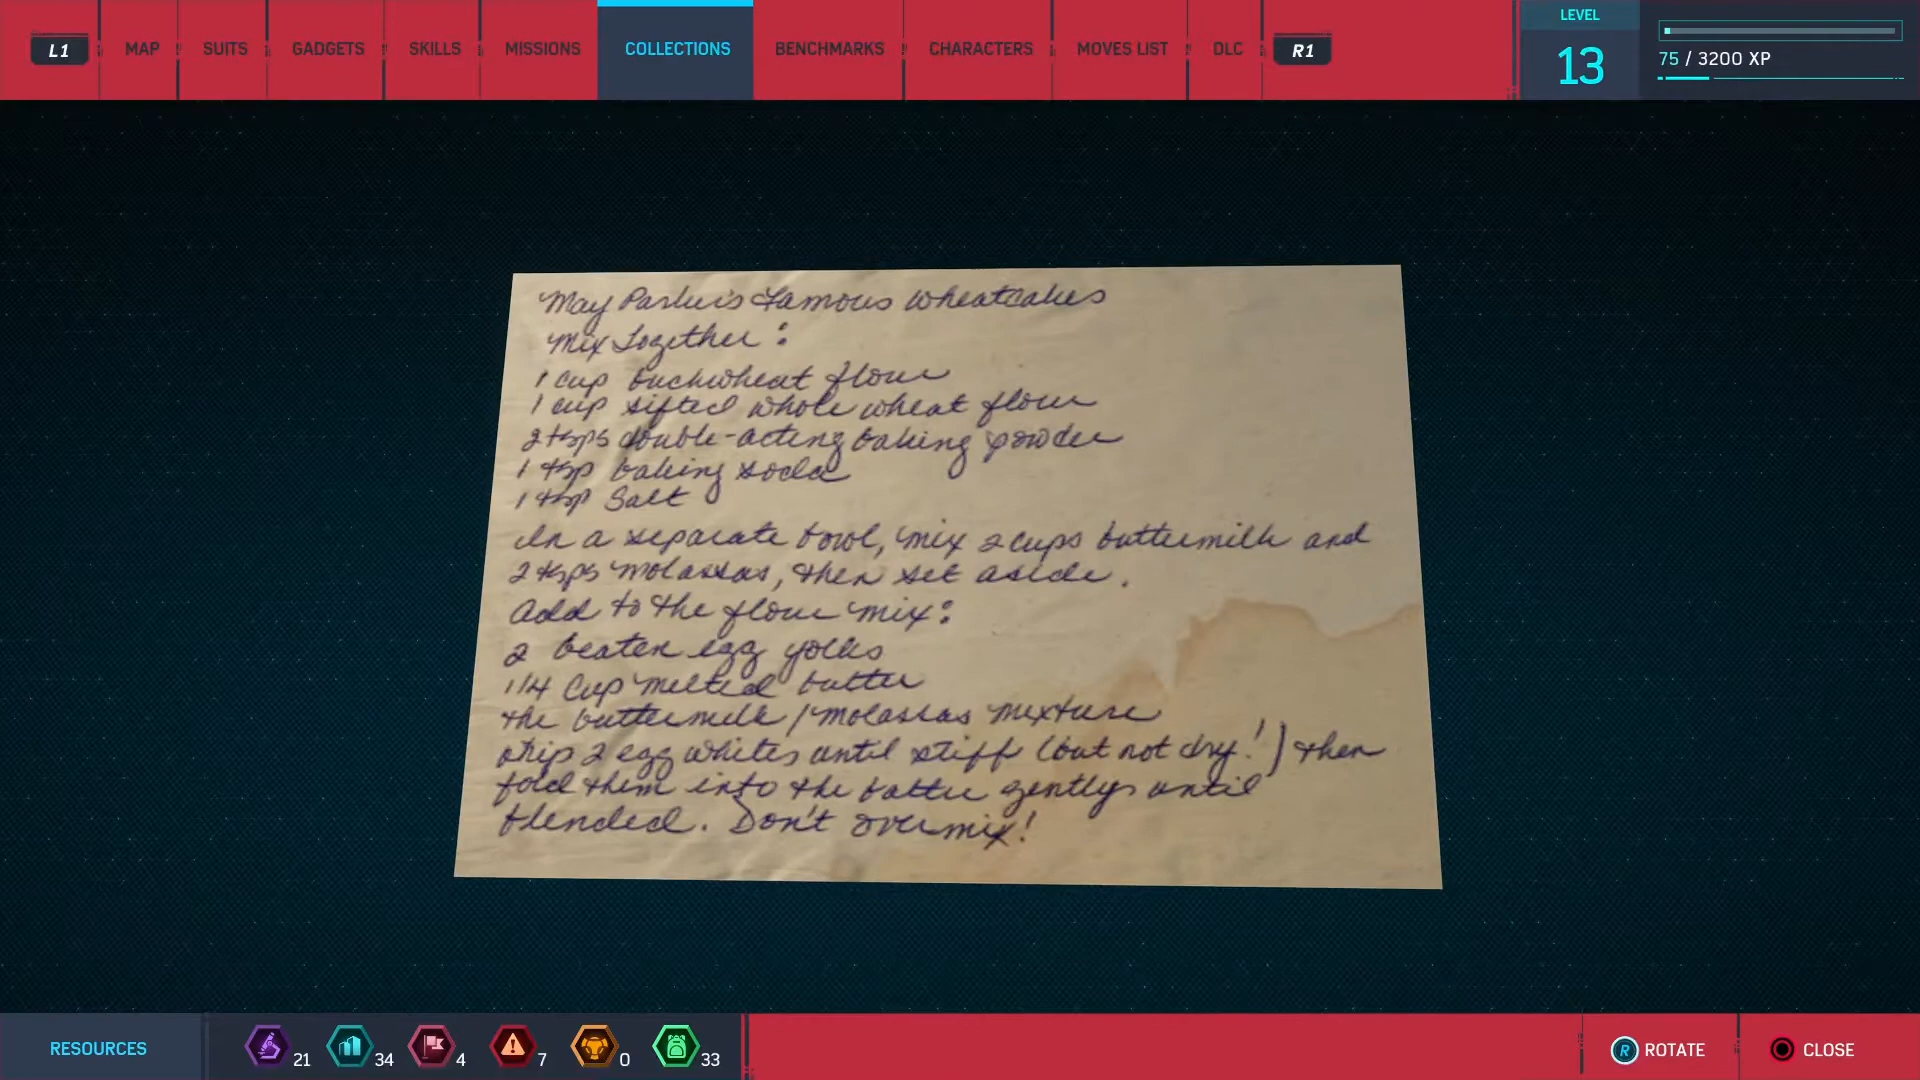 L1 MAP SUITS GADGETS SKILLS MISSIONS COLLECTIONS BENCHMARKS CHARACTERS MOVES LIST DLC R1
LEVEL
13
75 / 3200 XP
May Parker's Famous Wheatcakes
Mix Together:
1 cup buckwheat flour
1 cup sifted whole wheat flour
2 tsps double-acting baking powder
1 tsp baking soda
1 tsp Salt
In a separate bowl, mix 2 cups buttermilk and
2 tsps molassas, then set aside.
Add to the flour mix:
2 beaten egg yolks
1/4 Cup melted butter
the buttermilk / molassas mixture
whip 2 egg whites until stiff (but not dry!) then
fold them into the batter gently until
blended. Don't overmix!
RESOURCES 21 34 4 7 0 33
R ROTATE CLOSE